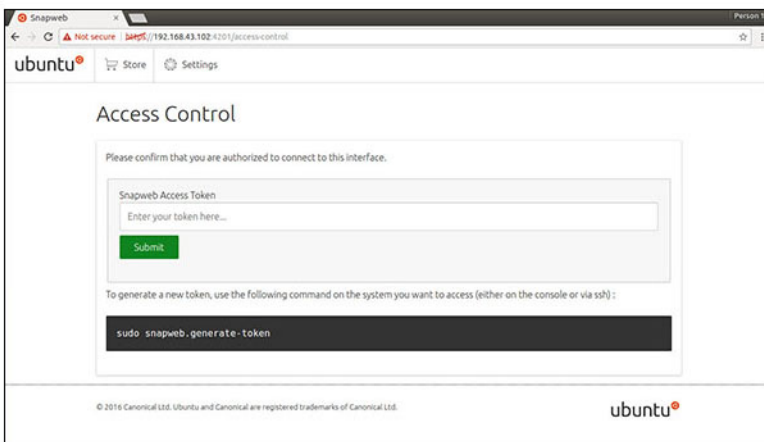 Snapweb
Person 1
Not secure https://192.168.43.102:4201/access-control
ubuntu Store Settings
Access Control
Please confirm that you are authorized to connect to this interface.
Snapweb Access Token
Enter your token here...
Submit
To generate a new token, use the following command on the system you want to access (either on the console or via ssh) :
sudo snapweb.generate-token
© 2016 Canonical Ltd. Ubuntu and Canonical are registered trademarks of Canonical Ltd.
ubuntu